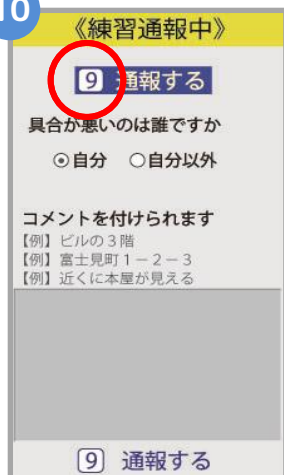 10
《練習通報中》
9 通報する
具合が悪いのは誰ですか
◉自分 ○自分以外
コメントを付けられます
【例】ビルの3階
【例】富士見町1-2-3
【例】近くに本屋が見える
9 通報する